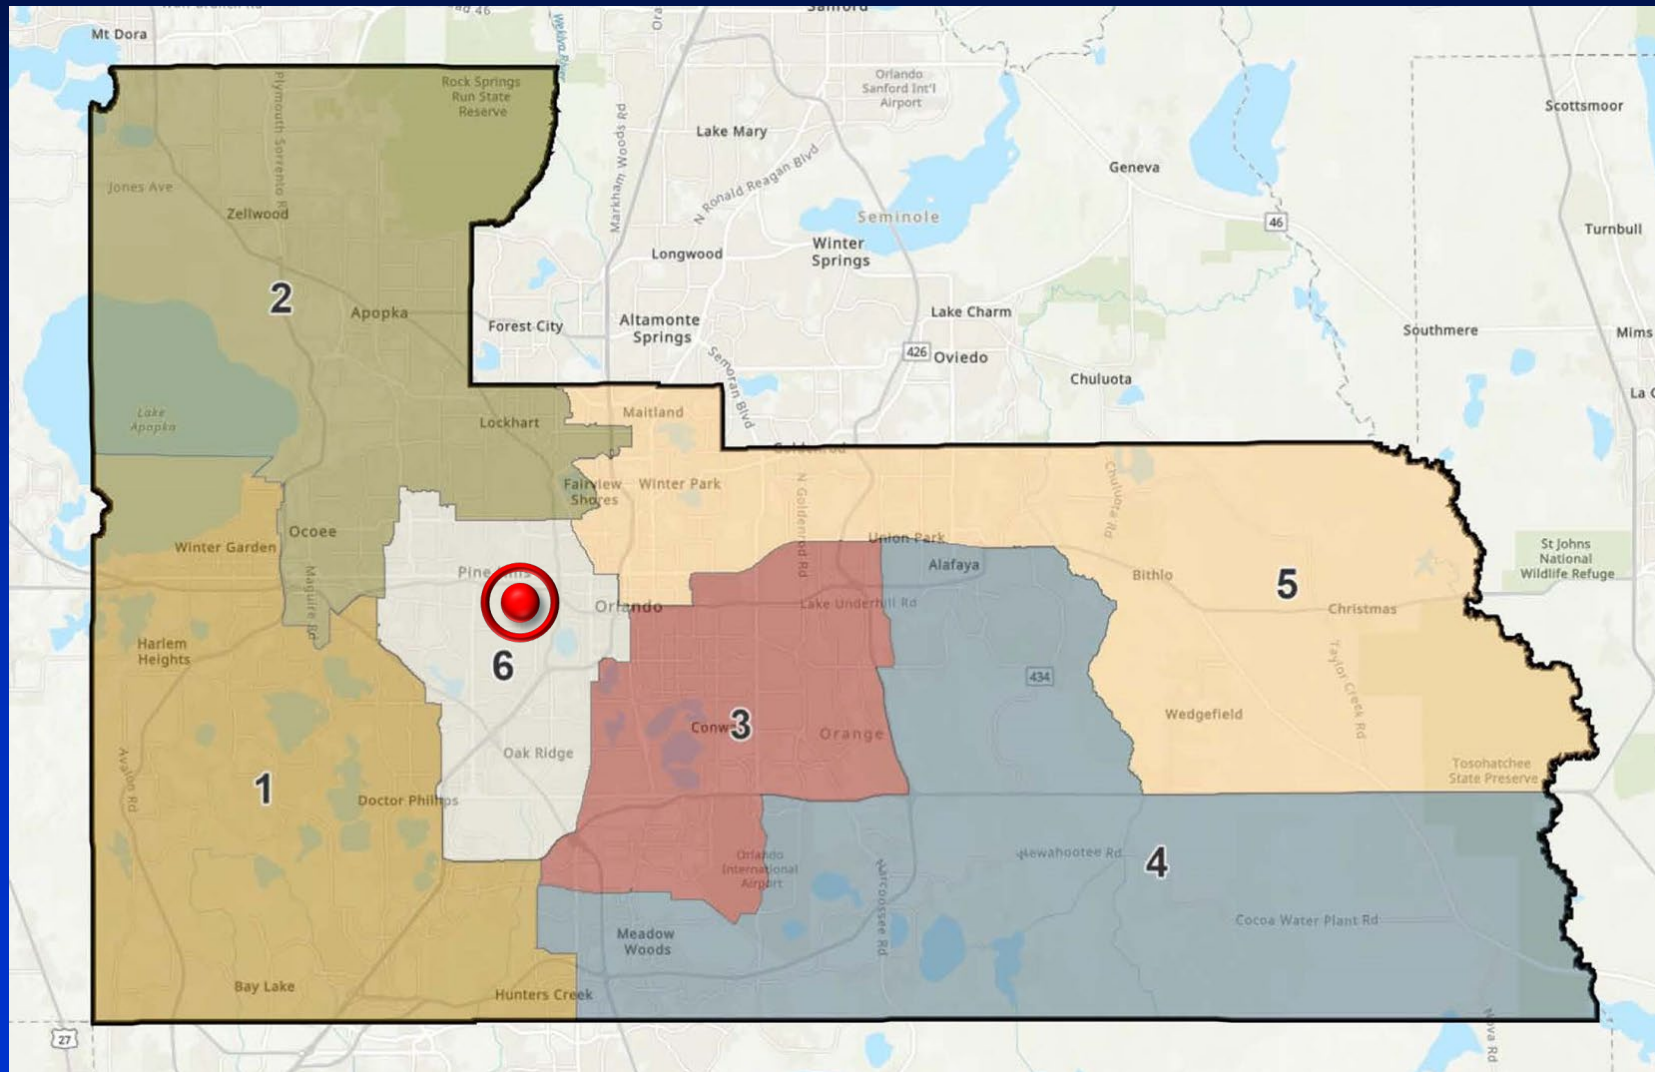 Sanford
Mt Dora
Rock Springs
Run State
Reserve
Wekiva River
Plymouth Sorrento R
Orlando
Sanford Int'l
Airport
Scottsmoor
Lake Mary
Markham Woods Rd
N Ronald Reagan Blvd
Geneva
Jones Ave
Zellwood
Seminole
46
Turnbull
Longwood
Winter
Springs
2
Apopka
Forest City
Altamonte
Springs
Lake Charm
Southmere
Mims
426
Oviedo
Semoran Blvd
Chuluota
Lake
Apopka
Lockhart
Maitland
Fairview
Shores
Winter Park
N Goldenrod Rd
Chuluota Rd
Ocoee
Winter Garden
Union Park
St Johns
National
Wildlife Refuge
Maguire Rd
Alafaya
Bithlo
5
Orlando
Lake Underhill Rd
Christmas
Harlem
Heights
6
434
Taylor Creek Rd
Wedgefield
3
Orange
Oak Ridge
Avalon Rd
1
Doctor Phillips
Tosohatchee
State Preserve
Orlando
International
Airport
Narcoossee Rd
4
Cocoa Water Plant Rd
Meadow
Woods
Bay Lake
Hunters Creek
27
Nova Rd